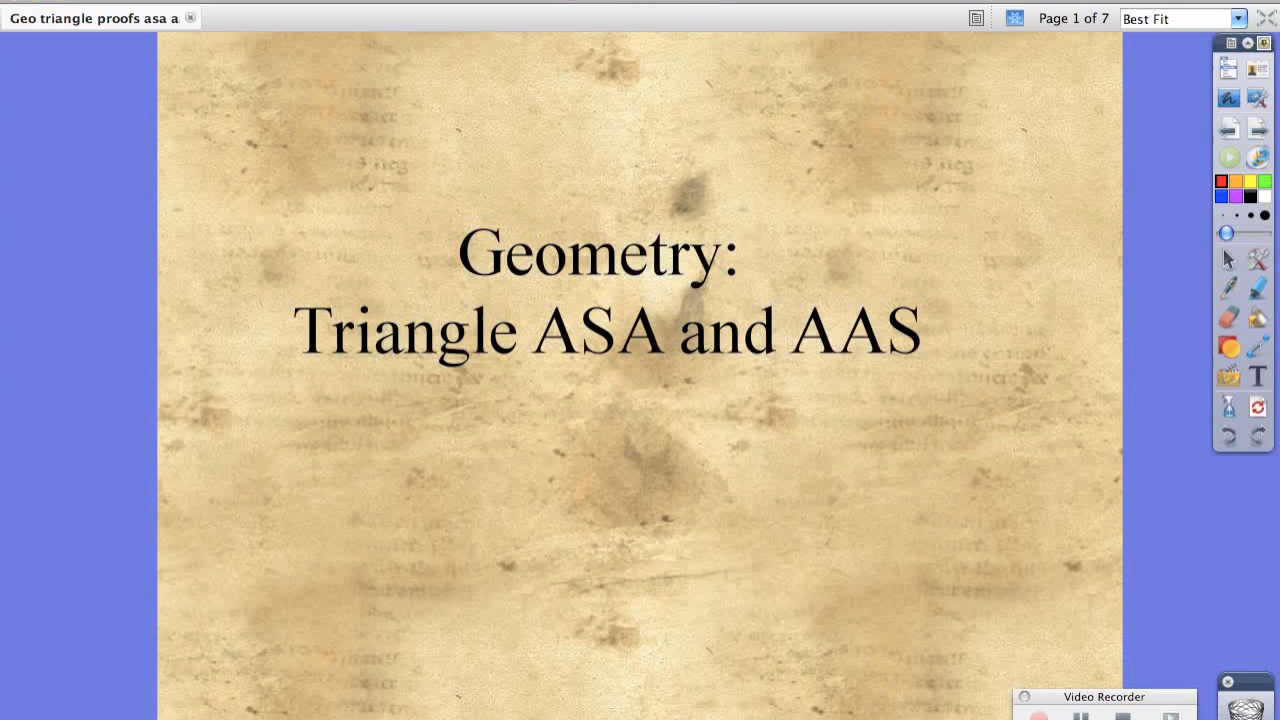 Geo triangle proofs asa a
Page 1 of 7
Best Fit
Geometry:
Triangle ASA and AAS
T
Video Recorder